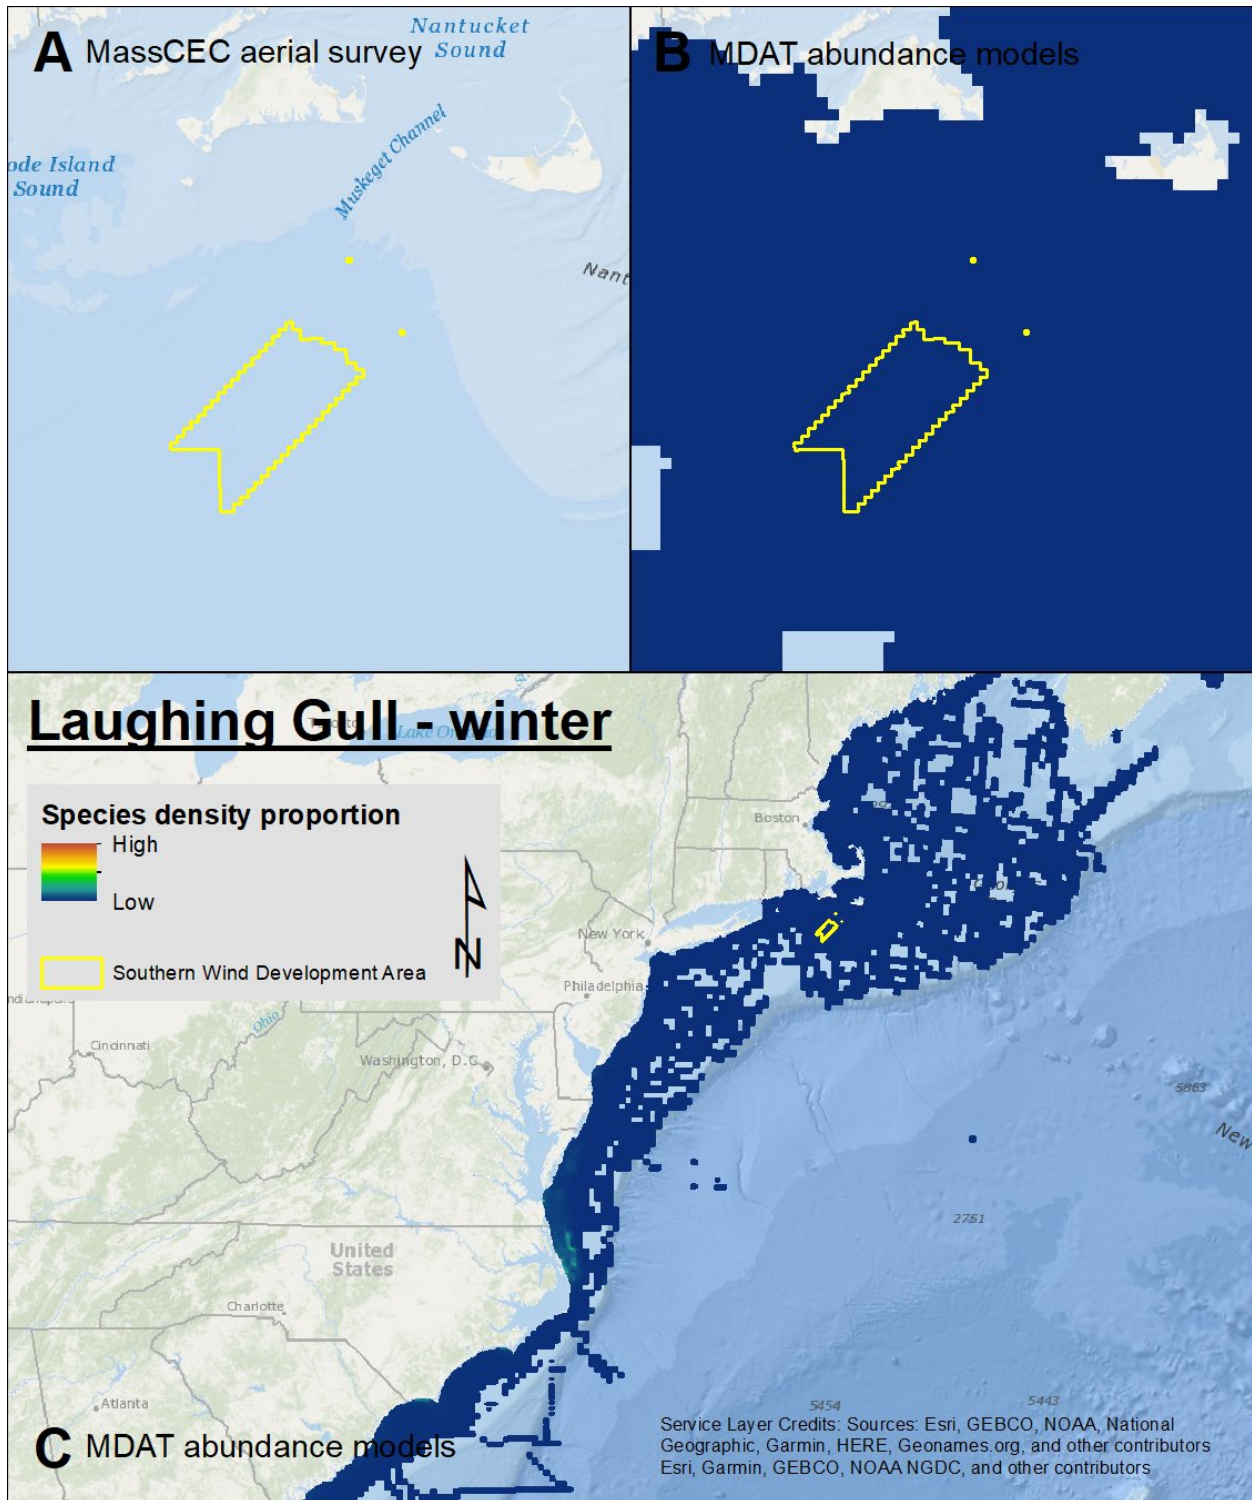 A MassCEC aerial survey
Nantucket
Sound
ode Island
Sound
Muskeget Channel
Nant
B MDAT abundance models
Laughing Gull - winter
Species density proportion
High
Low
N
Southern Wind Development Area
Boston
New York
Philadelphia
Ohio
Cincinnati
Washington, D.C.
5863
New
2751
United
States
Charlotte
Atlanta
5454
5443
C MDAT abundance models
Service Layer Credits: Sources: Esri, GEBCO, NOAA, National
Geographic, Garmin, HERE, Geonames.org, and other contributors
Esri, Garmin, GEBCO, NOAA NGDC, and other contributors